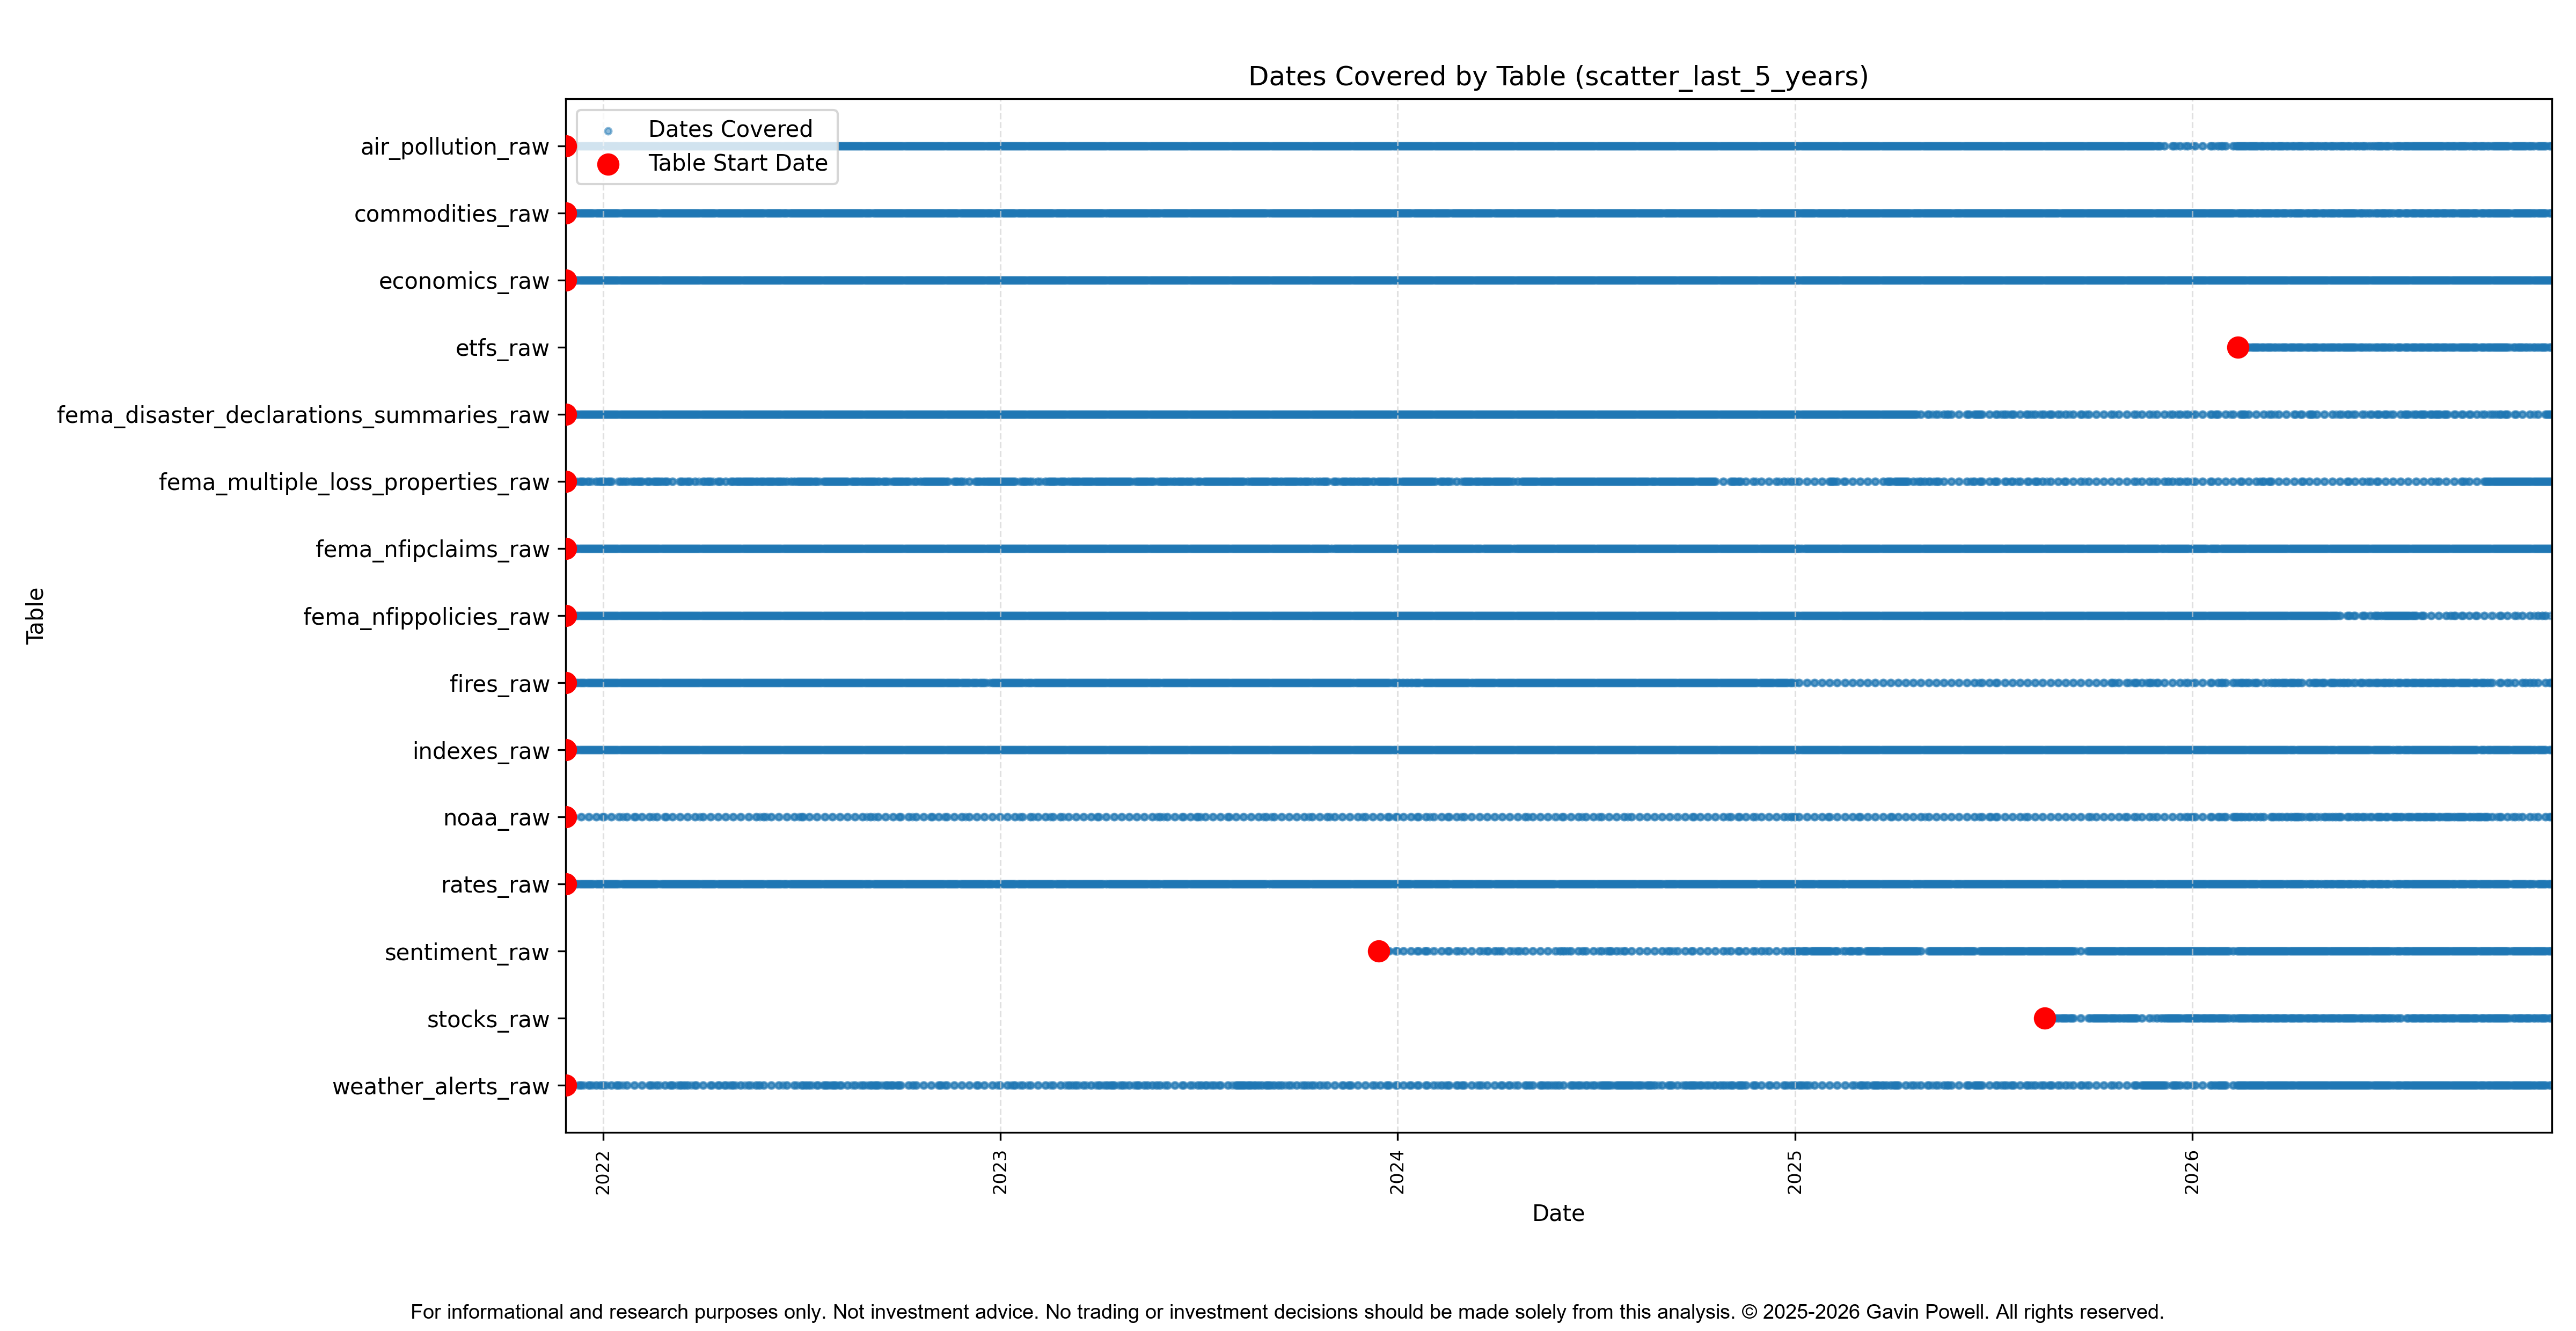 Dates Covered by Table (scatter_last_5_years)
Dates Covered
Table Start Date
air_pollution_raw
commodities_raw
economics_raw
etfs_raw
fema_disaster_declarations_summaries_raw
fema_multiple_loss_properties_raw
fema_nfipclaims_raw
fema_nfippolicies_raw
fires_raw
indexes_raw
noaa_raw
rates_raw
sentiment_raw
stocks_raw
weather_alerts_raw
Table
2022
2023
2024
2025
2026
Date
For informational and research purposes only. Not investment advice. No trading or investment decisions should be made solely from this analysis. © 2025-2026 Gavin Powell. All rights reserved.